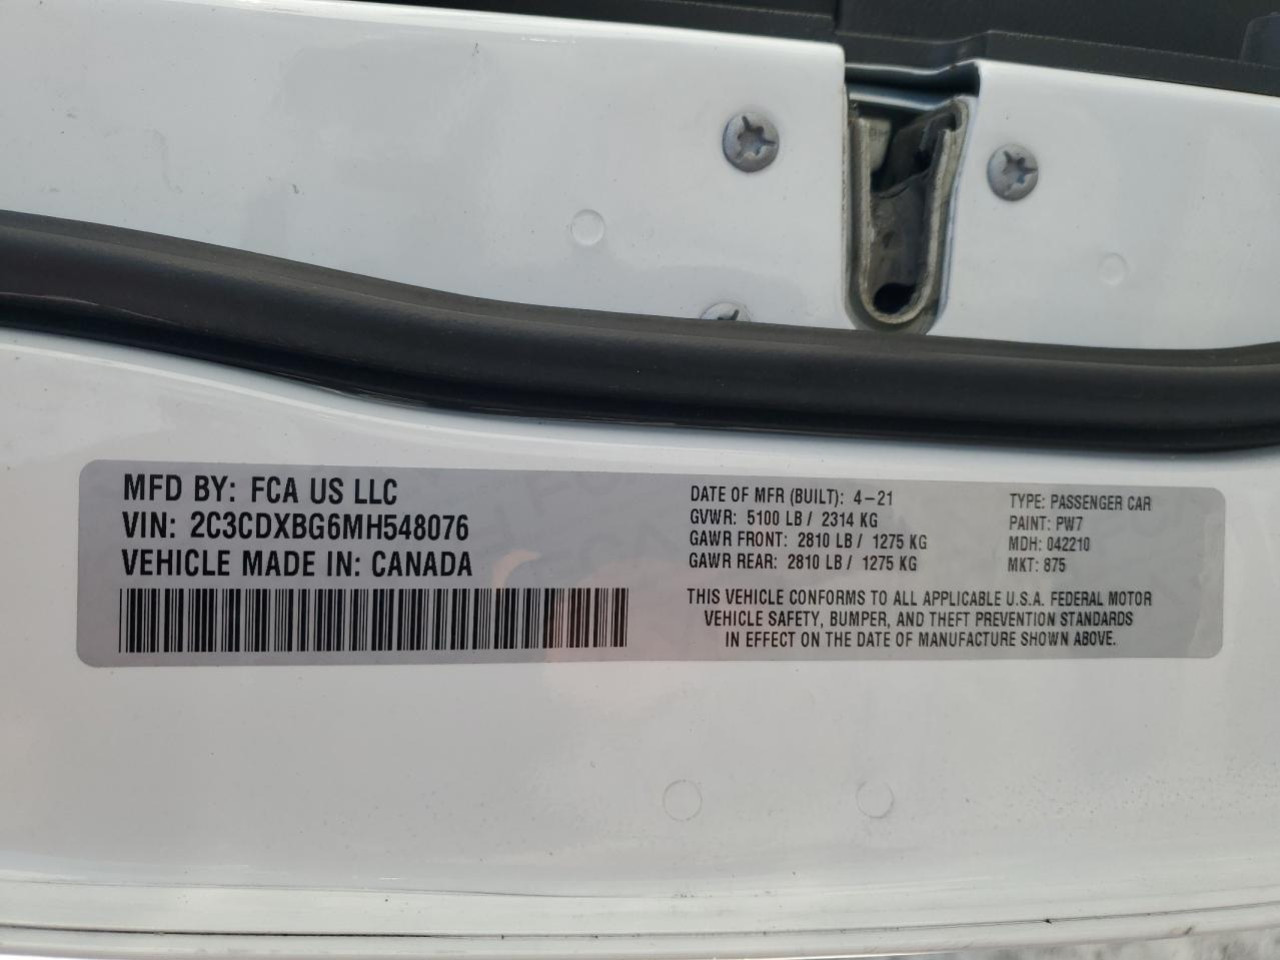 MFD BY: FCA US LLC
VIN: 2C3CDXBG6MH548076
VEHICLE MADE IN: CANADA
DATE OF MFR (BUILT): 4-21
GVWR: 5100 LB / 2314 KG
GAWR FRONT: 2810 LB / 1275 KG
GAWR REAR: 2810 LB / 1275 KG
TYPE: PASSENGER CAR
PAINT: PW7
MDH: 042210
MKT: 875
THIS VEHICLE CONFORMS TO ALL APPLICABLE U.S.A. FEDERAL MOTOR
VEHICLE SAFETY, BUMPER, AND THEFT PREVENTION STANDARDS
IN EFFECT ON THE DATE OF MANUFACTURE SHOWN ABOVE.